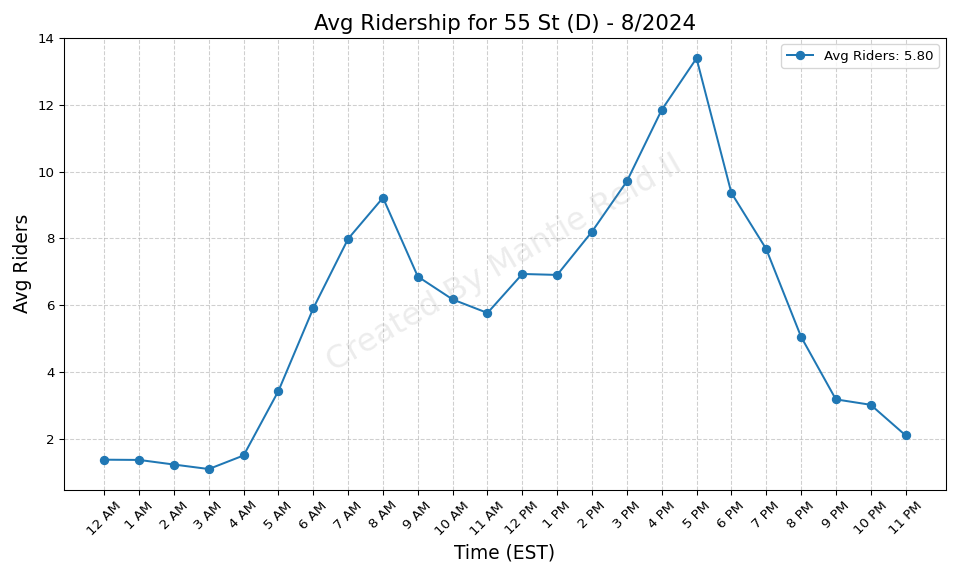 Avg Ridership for 55 St (D) - 8/2024
Avg Riders: 5.80
14
12
10
8
6
4
2
Avg Riders
Created By Mantle Reid II
12 AM 1 AM 2 AM 3 AM 4 AM 5 AM 6 AM 7 AM 8 AM 9 AM 10 AM 11 AM 12 PM 1 PM 2 PM 3 PM 4 PM 5 PM 6 PM 7 PM 8 PM 9 PM 10 PM 11 PM
Time (EST)